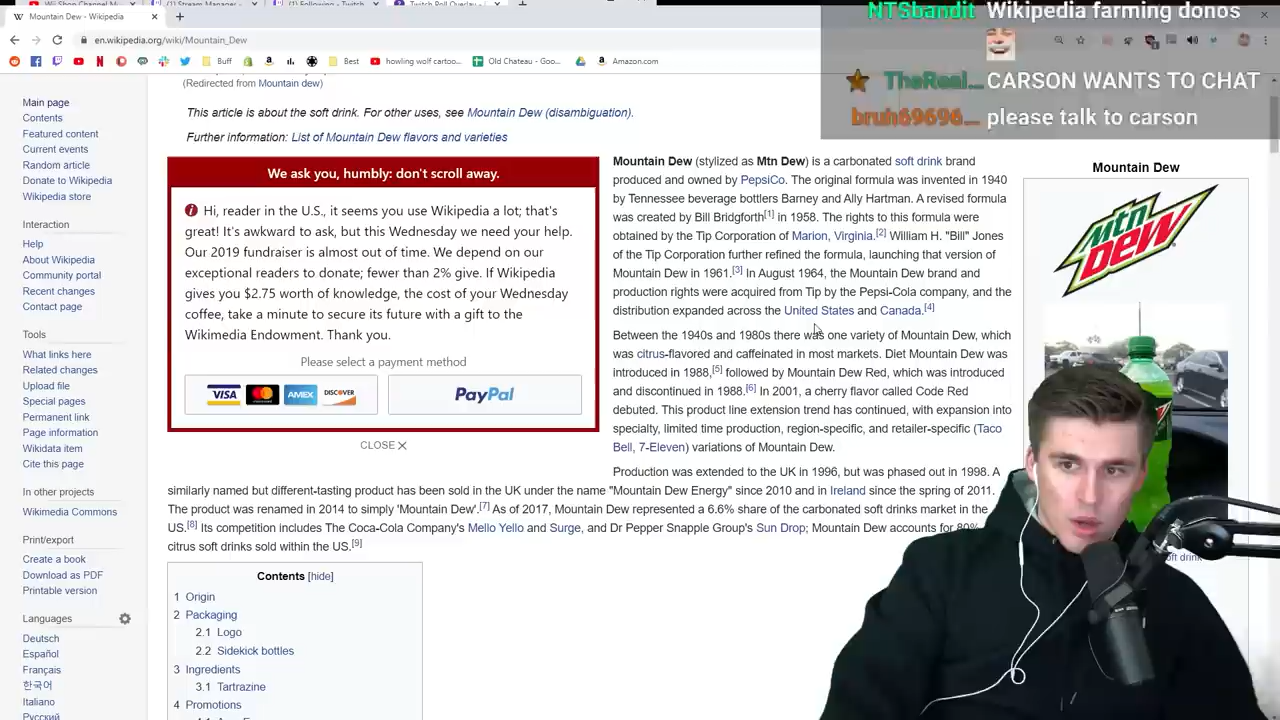 Wii Shop Channel M
Stream Manager -
Following - Twitch
Twitch Poll Overlay -
Mountain Dew - Wikipedia
en.wikipedia.org/wiki/Mountain_Dew
Buff
Best
howling wolf cartoo...
Old Chateau - Goo...
Amazon.com
NTSbandit Wikipedia farming donos
TheReal... CARSON WANTS TO CHAT
bruh69696... please talk to carson
Main page
Contents
Featured content
Current events
Random article
Donate to Wikipedia
Wikipedia store
Interaction
Help
About Wikipedia
Community portal
Recent changes
Contact page
Tools
What links here
Related changes
Upload file
Special pages
Permanent link
Page information
Wikidata item
Cite this page
In other projects
Wikimedia Commons
Print/export
Create a book
Download as PDF
Printable version
Languages
Deutsch
Español
Français
한국어
Italiano
Русский
(Redirected from Mountain dew)
This article is about the soft drink. For other uses, see Mountain Dew (disambiguation).
Further information: List of Mountain Dew flavors and varieties
We ask you, humbly: don't scroll away.
Hi, reader in the U.S., it seems you use Wikipedia a lot; that's
great! It's awkward to ask, but this Wednesday we need your help.
Our 2019 fundraiser is almost out of time. We depend on our
exceptional readers to donate; fewer than 2% give. If Wikipedia
gives you $2.75 worth of knowledge, the cost of your Wednesday
coffee, take a minute to secure its future with a gift to the
Wikimedia Endowment. Thank you.
Please select a payment method
VISA MasterCard AMEX DISCOVER
PayPal
CLOSE X
Mountain Dew (stylized as Mtn Dew) is a carbonated soft drink brand
produced and owned by PepsiCo. The original formula was invented in 1940
by Tennessee beverage bottlers Barney and Ally Hartman. A revised formula
was created by Bill Bridgforth[1] in 1958. The rights to this formula were
obtained by the Tip Corporation of Marion, Virginia.[2] William H. "Bill" Jones
of the Tip Corporation further refined the formula, launching that version of
Mountain Dew in 1961.[3] In August 1964, the Mountain Dew brand and
production rights were acquired from Tip by the Pepsi-Cola company, and the
distribution expanded across the United States and Canada.[4]
Between the 1940s and 1980s there was one variety of Mountain Dew, which
was citrus-flavored and caffeinated in most markets. Diet Mountain Dew was
introduced in 1988,[5] followed by Mountain Dew Red, which was introduced
and discontinued in 1988.[6] In 2001, a cherry flavor called Code Red
debuted. This product line extension trend has continued, with expansion into
specialty, limited time production, region-specific, and retailer-specific (Taco
Bell, 7-Eleven) variations of Mountain Dew.
Production was extended to the UK in 1996, but was phased out in 1998. A
similarly named but different-tasting product has been sold in the UK under the name "Mountain Dew Energy" since 2010 and in Ireland since the spring of 2011.
The product was renamed in 2014 to simply 'Mountain Dew'.[7] As of 2017, Mountain Dew represented a 6.6% share of the carbonated soft drinks market in the
US.[8] Its competition includes The Coca-Cola Company's Mello Yello and Surge, and Dr Pepper Snapple Group's Sun Drop; Mountain Dew accounts for 80%
citrus soft drinks sold within the US.[9]
Contents [hide]
1 Origin
2 Packaging
2.1 Logo
2.2 Sidekick bottles
3 Ingredients
3.1 Tartrazine
4 Promotions
Mountain Dew
Mtn
DEW
soft drink